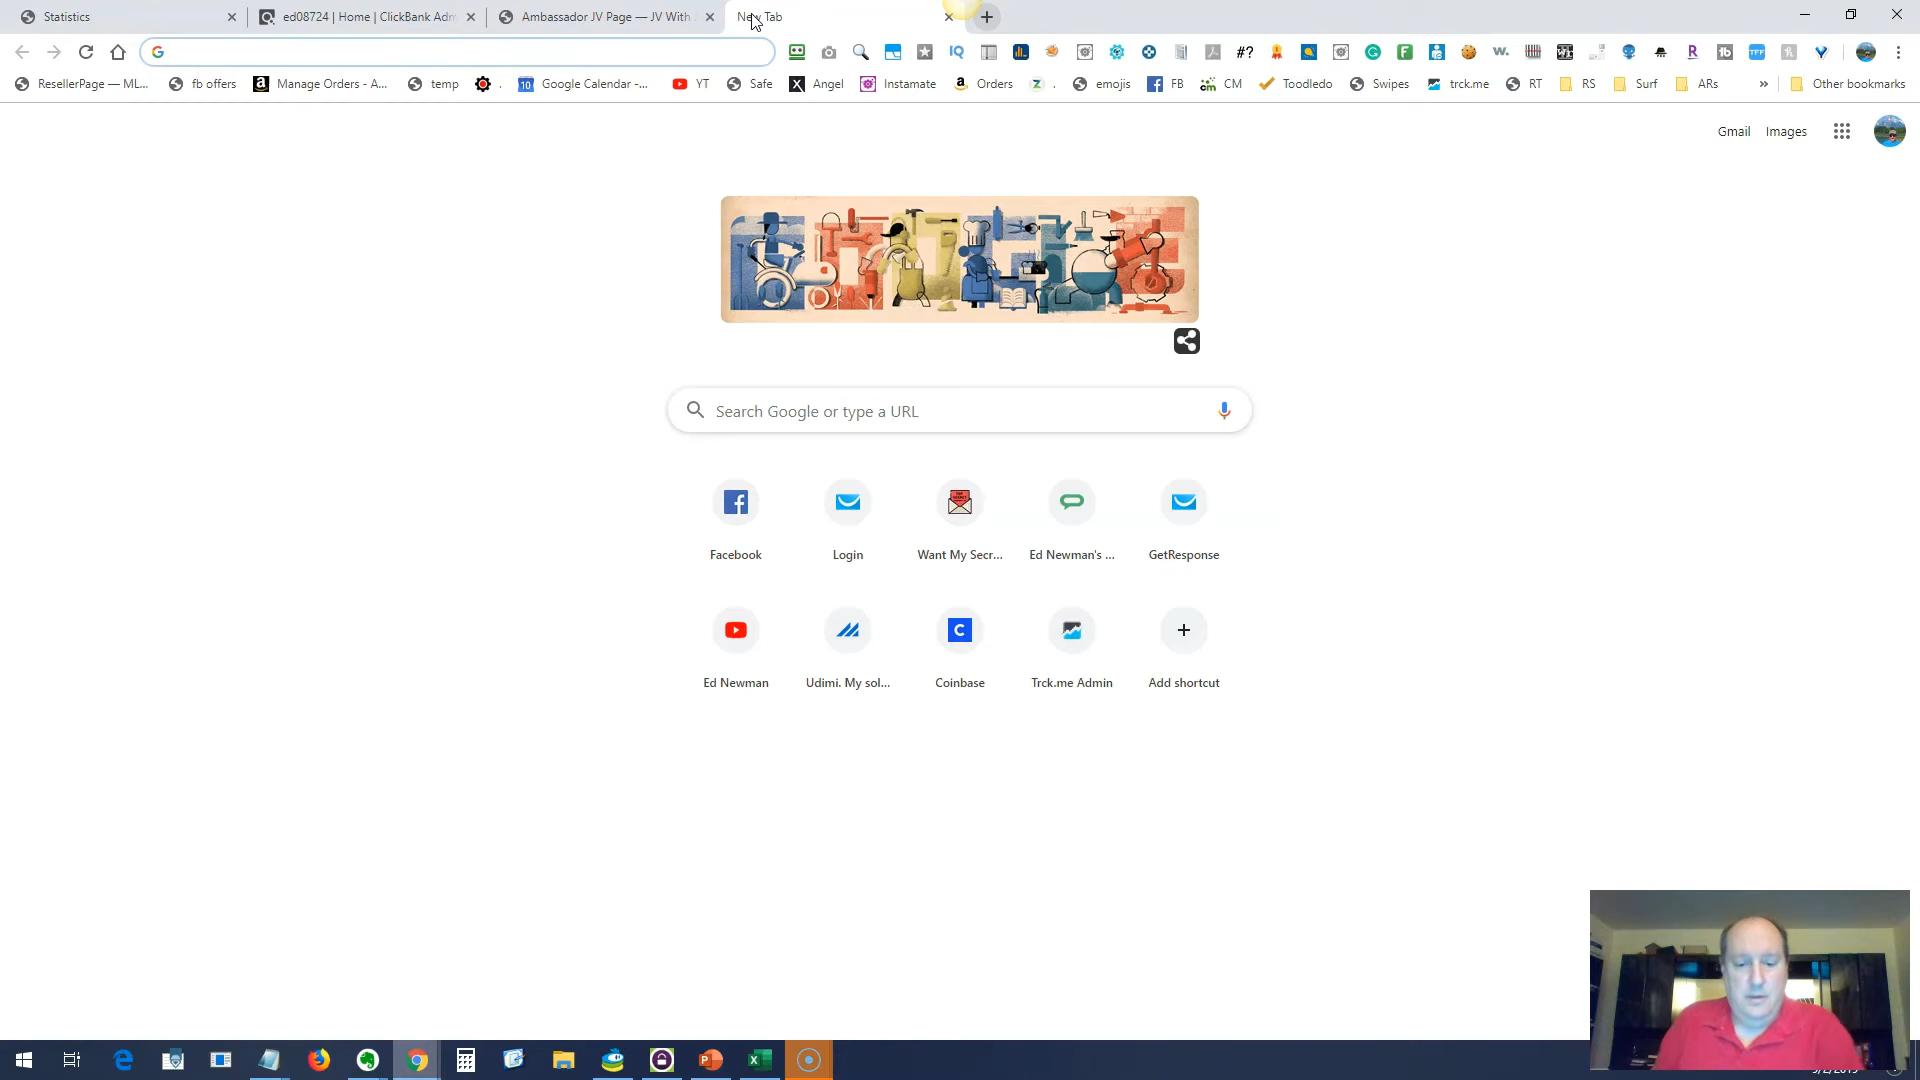 Statistics
ed08724 | Home | ClickBank Adm
Ambassador JV Page — JV With
New Tab
ResellerPage — ML...
fb offers
Manage Orders - A...
temp
.
Google Calendar -...
YT
Safe
Angel
Instamate
Orders
.
emojis
FB
CM
Toodledo
Swipes
trck.me
RT
RS
Surf
ARs
»
Other bookmarks
Gmail
Images
Search Google or type a URL
Facebook
Login
Want My Secr...
Ed Newman's ...
GetResponse
Ed Newman
Udimi. My sol...
Coinbase
Trck.me Admin
Add shortcut